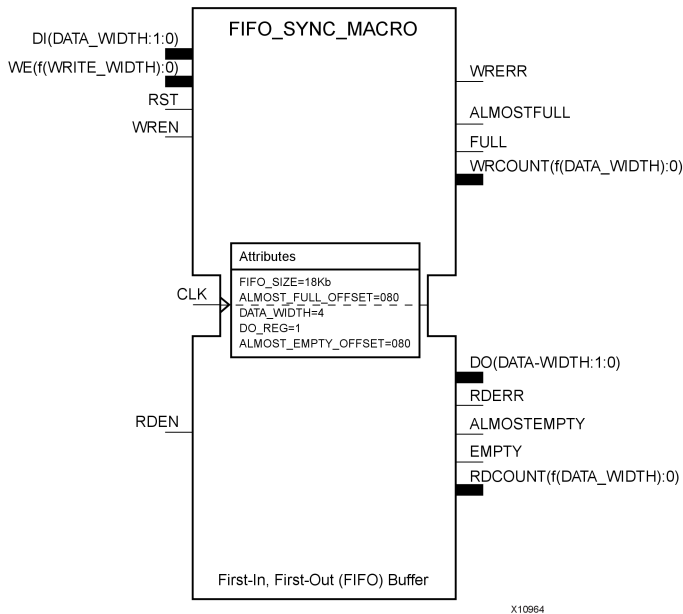 FIFO_SYNC_MACRO
DI(DATA_WIDTH:1:0)
WE(f(WRITE_WIDTH):0)
RST
WREN
WRERR
ALMOSTFULL
FULL
WRCOUNT(f(DATA_WIDTH):0)
Attributes
FIFO_SIZE=18Kb
ALMOST_FULL_OFFSET=080
DATA_WIDTH=4
DO_REG=1
ALMOST_EMPTY_OFFSET=080
CLK
DO(DATA-WIDTH:1:0)
RDERR
RDEN
ALMOSTEMPTY
EMPTY
RDCOUNT(f(DATA_WIDTH):0)
First-In, First-Out (FIFO) Buffer
X10964